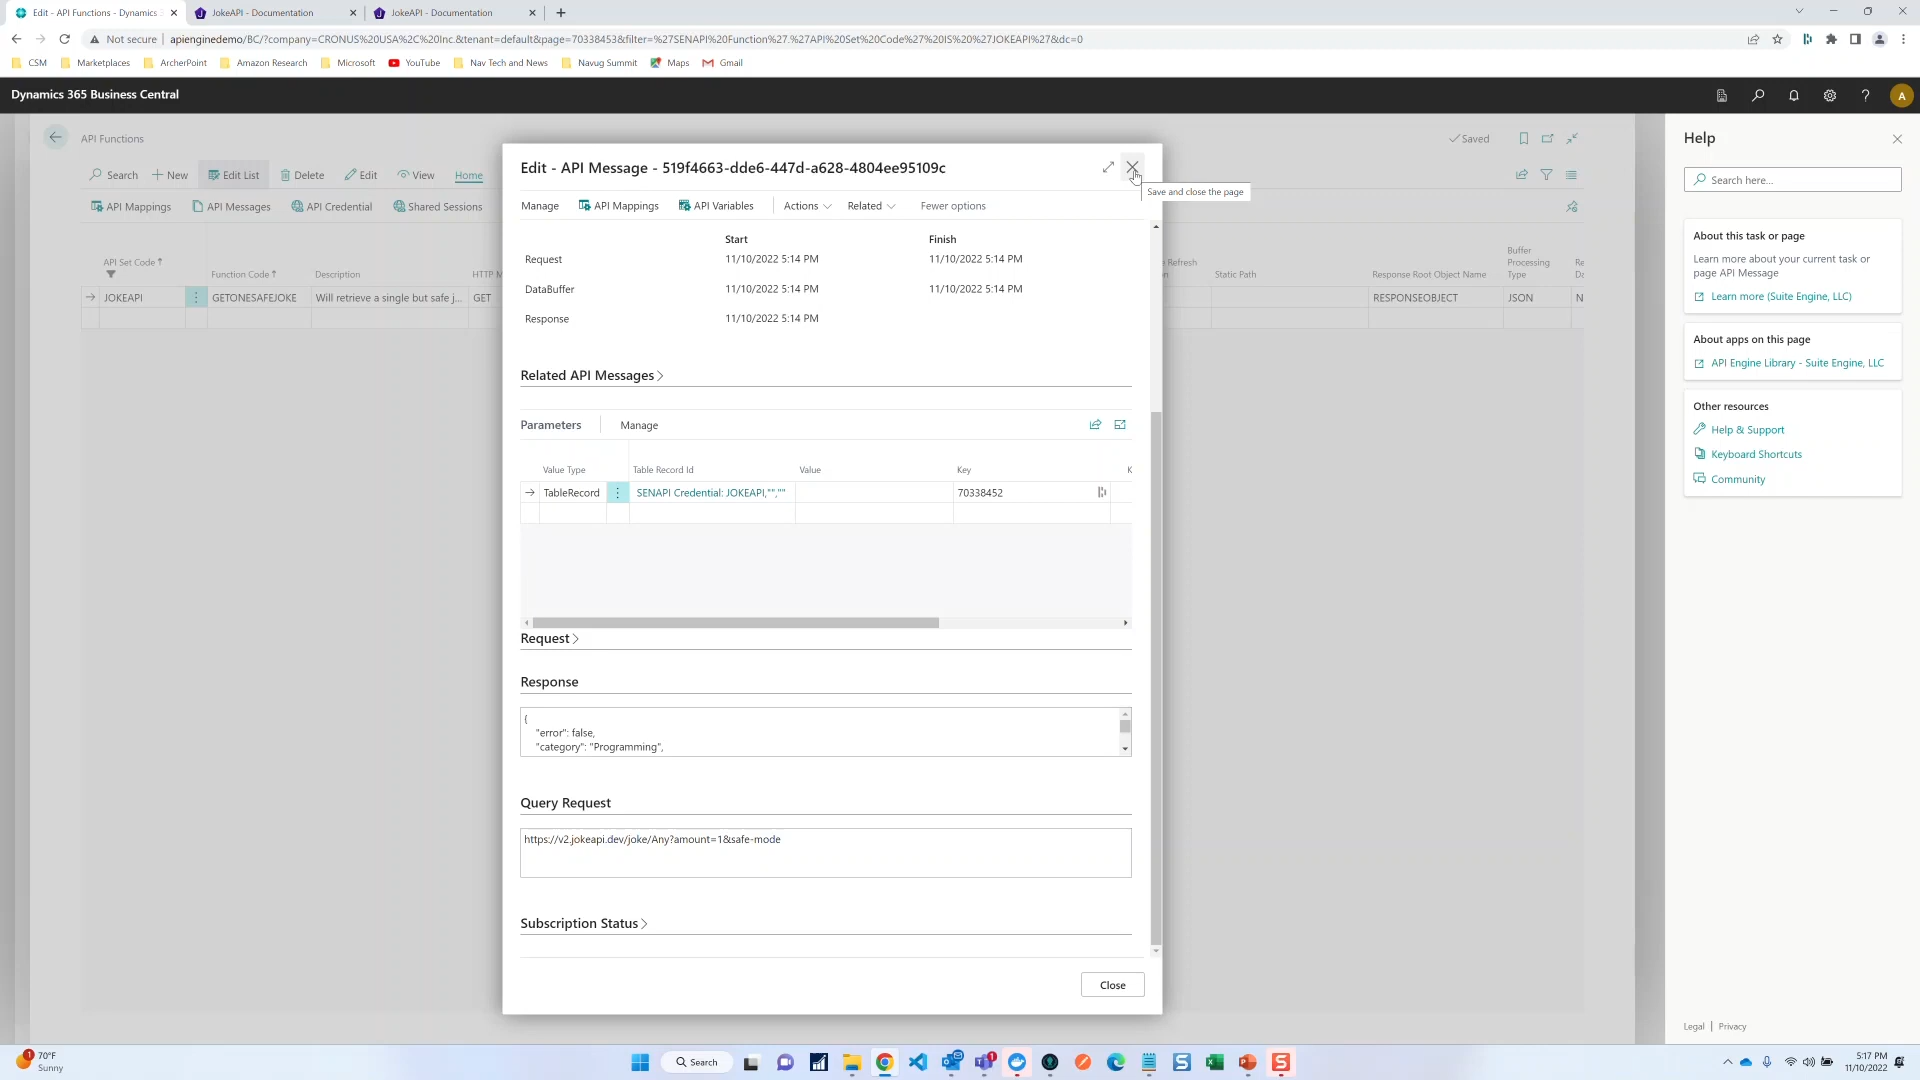 Edit - API Functions - Dynamics
JokeAPI - Documentation
JokeAPI - Documentation
Not secure
apienginedemo/BC/?company=CRONUS%20USA%2C%20Inc.&tenant=default&page=70338453&filter=%27SENAPI%20Function%27.%27API%20Set%20Code%27%20IS%20%27JOKEAPI%27&dc=0
CSM
Marketplaces
ArcherPoint
Amazon Research
Microsoft
YouTube
Nav Tech and News
Navug Summit
Maps
Gmail
Dynamics 365 Business Central
A
API Functions
Saved
Search
New
Edit List
Delete
Edit
View
Home
API Mappings
API Messages
API Credential
Shared Sessions
API Set Code
Function Code
Description
HTTP M
Refresh
Static Path
Response Root Object Name
Buffer
Processing
Type
Re
Da
JOKEAPI
GETONESAFEJOKE
Will retrieve a single but safe j...
GET
RESPONSEOBJECT
JSON
N
Edit - API Message - 519f4663-dde6-447d-a628-4804ee95109c
Save and close the page
Manage
API Mappings
API Variables
Actions
Related
Fewer options
Start
Finish
Request
11/10/2022 5:14 PM
11/10/2022 5:14 PM
DataBuffer
11/10/2022 5:14 PM
11/10/2022 5:14 PM
Response
11/10/2022 5:14 PM
Related API Messages
Parameters
Manage
Value Type
Table Record Id
Value
Key
K
TableRecord
SENAPI Credential: JOKEAPI,"",""
70338452
Request
Response
{
"error": false,
"category": "Programming",
Query Request
https://v2.jokeapi.dev/joke/Any?amount=1&safe-mode
Subscription Status
Close
Help
Search here...
About this task or page
Learn more about your current task or
page API Message
Learn more (Suite Engine, LLC)
About apps on this page
API Engine Library - Suite Engine, LLC
Other resources
Help & Support
Keyboard Shortcuts
Community
Legal | Privacy
1
70°F
Sunny
Search
1
5:17 PM
11/10/2022